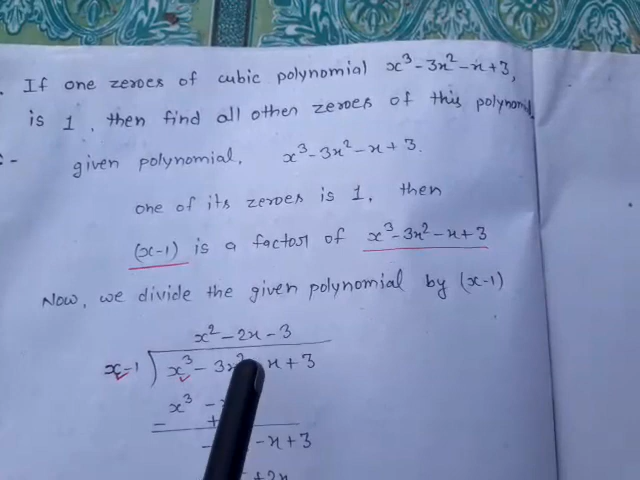 If one zeroes of cubic polynomial x³-3x²-x+3,
is 1, then find all other zeroes of this
given polynomial, x³-3x²-x+3.
one of its zeroes is 1, then
(x-1) is a factor of x³-3x²-x+3
Now, we divide the given polynomial by (x-1)
x²-2x-3
x-1 ) x³-3x²-x+3
x³ -
- +
- -x+3
+2x